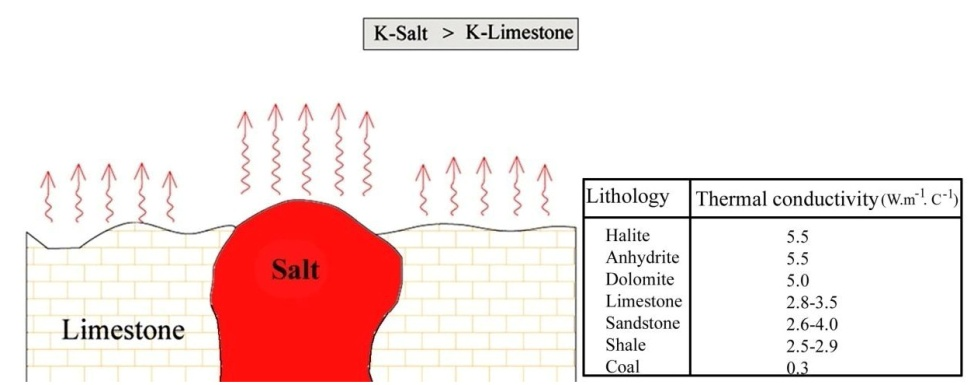 K-Salt > K-Limestone
Salt
Limestone
Lithology Thermal conductivity (W.m⁻¹. C⁻¹)
Halite 5.5
Anhydrite 5.5
Dolomite 5.0
Limestone 2.8-3.5
Sandstone 2.6-4.0
Shale 2.5-2.9
Coal 0.3